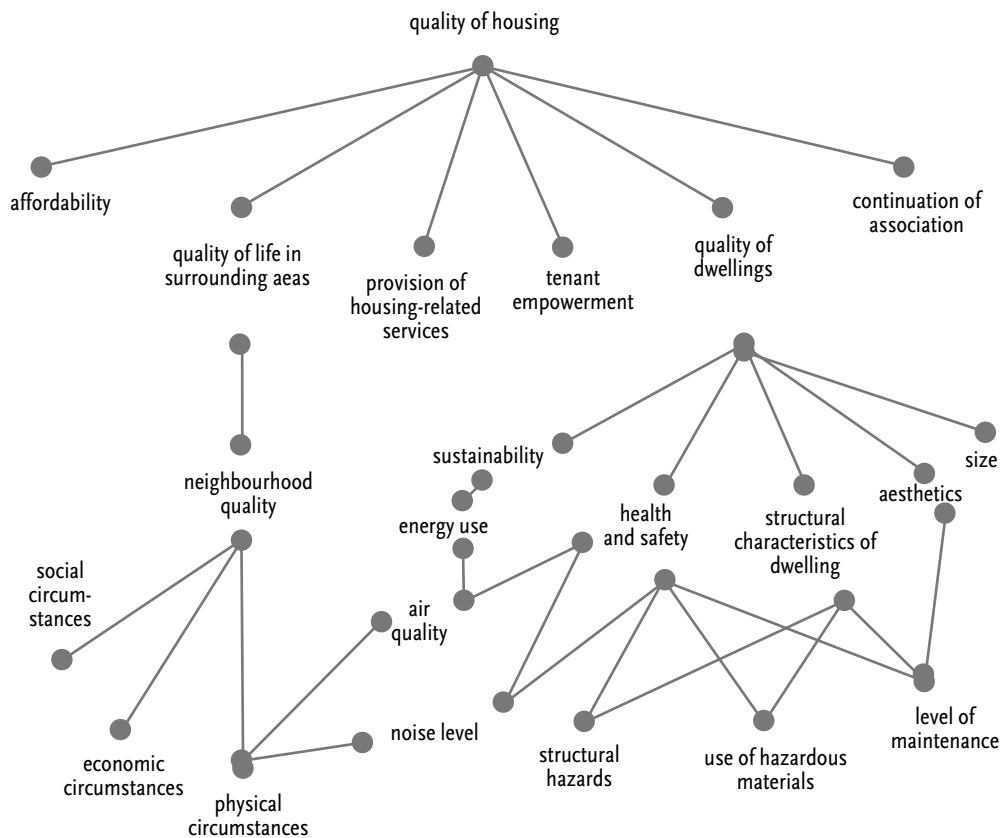 quality of housing
affordability
quality of life in
surrounding aeas
provision of
housing-related
services
tenant
empowerment
quality of
dwellings
continuation of
association
neighbourhood
quality
sustainability
energy use
health
and safety
structural
characteristics of
dwelling
aesthetics
size
social
circum-
stances
economic
circumstances
physical
circumstances
air
quality
noise level
structural
hazards
use of hazardous
materials
level of
maintenance